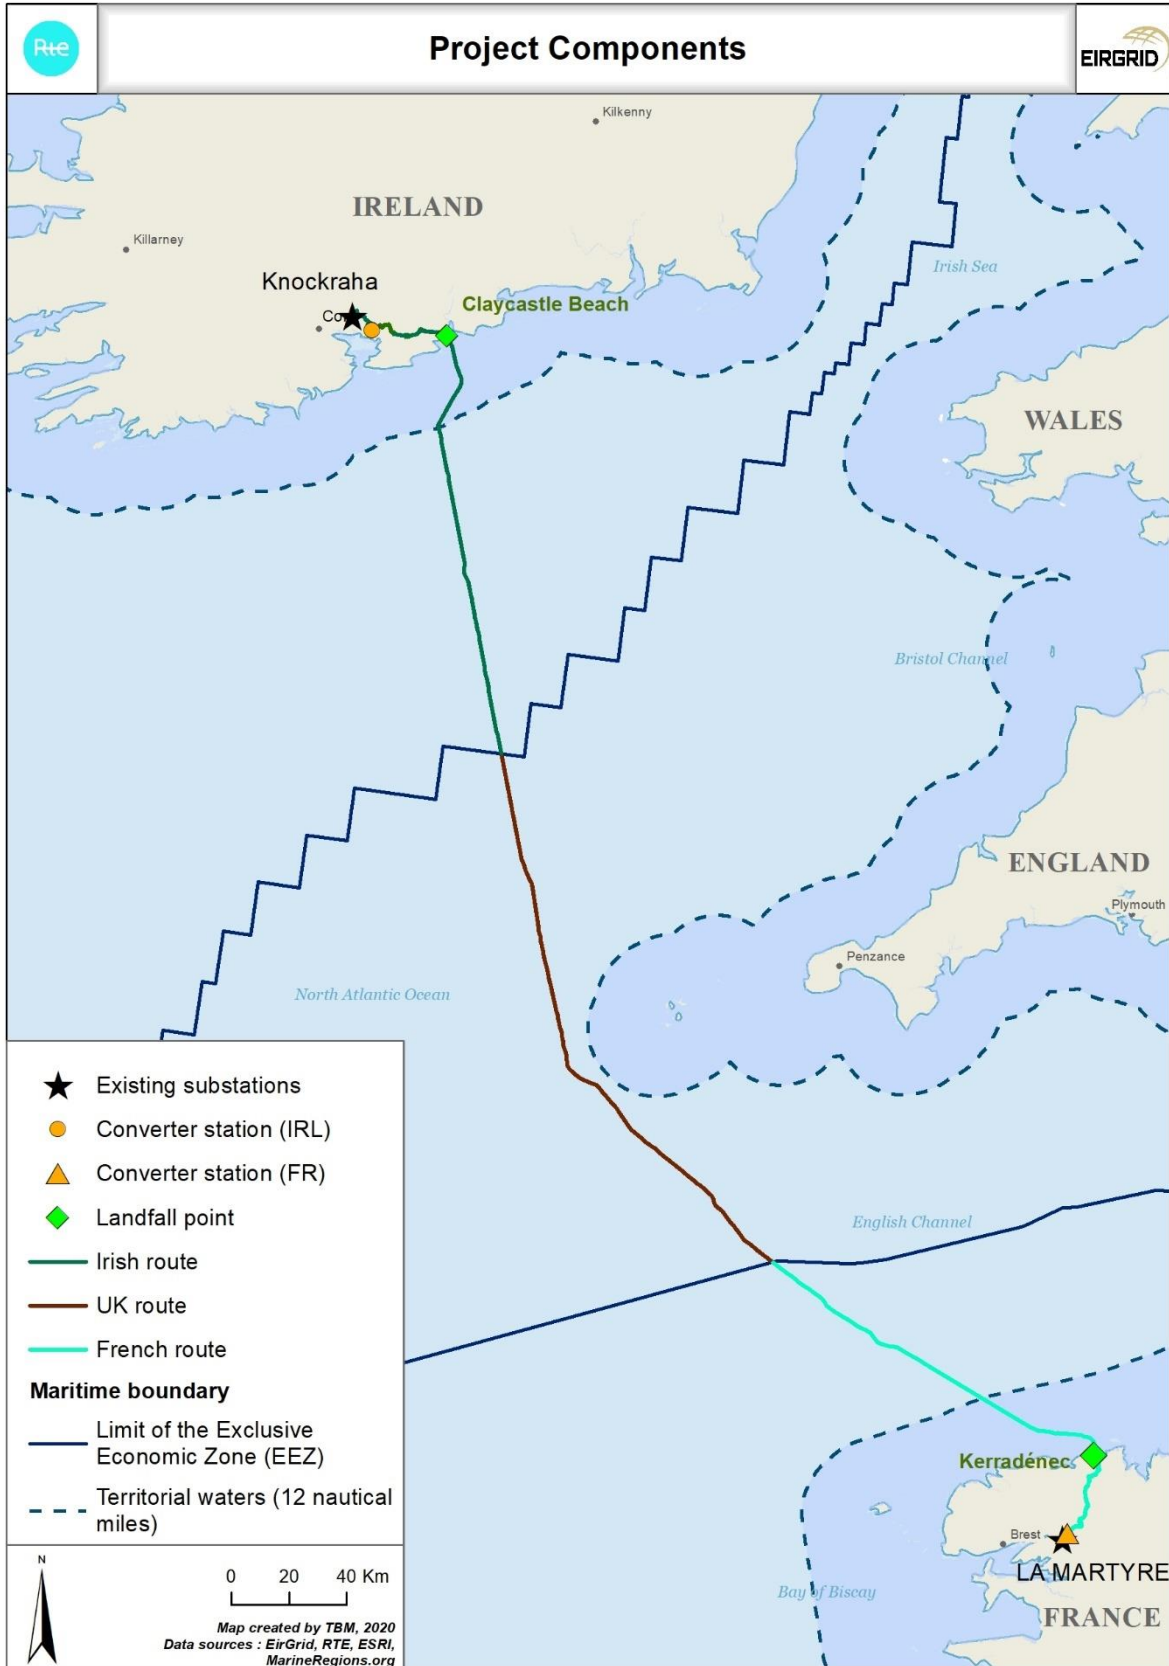 Rte
Project Components
EIRGRID
Kilkenny
IRELAND
Killarney
Irish Sea
Knockraha
Claycastle Beach
WALES
Bristol Channel
ENGLAND
Plymouth
Penzance
North Atlantic Ocean
English Channel
Kerradénec
Brest
LA MARTYRE
Bay of Biscay
FRANCE
Existing substations
Converter station (IRL)
Converter station (FR)
Landfall point
Irish route
UK route
French route
Maritime boundary
Limit of the Exclusive
Economic Zone (EEZ)
Territorial waters (12 nautical
miles)
N
0 20 40 Km
Map created by TBM, 2020
Data sources : EirGrid, RTE, ESRI,
MarineRegions.org